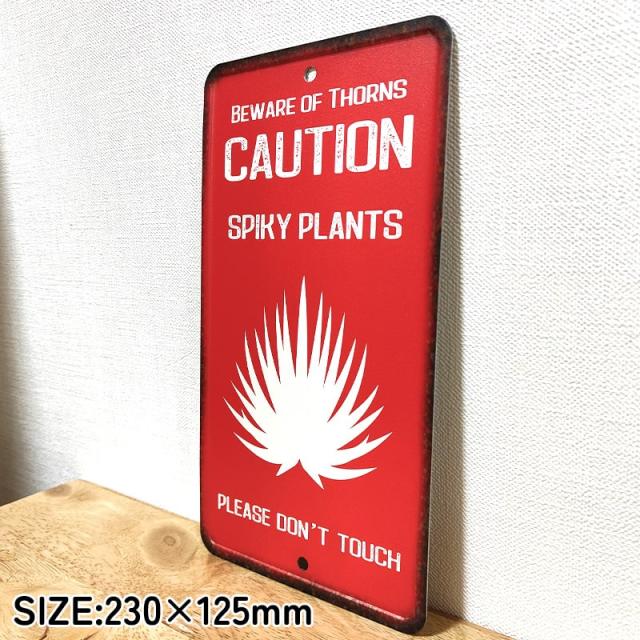 BEWARE OF THORNS
CAUTION
SPIKY PLANTS
PLEASE DON'T TOUCH
SIZE:230×125mm